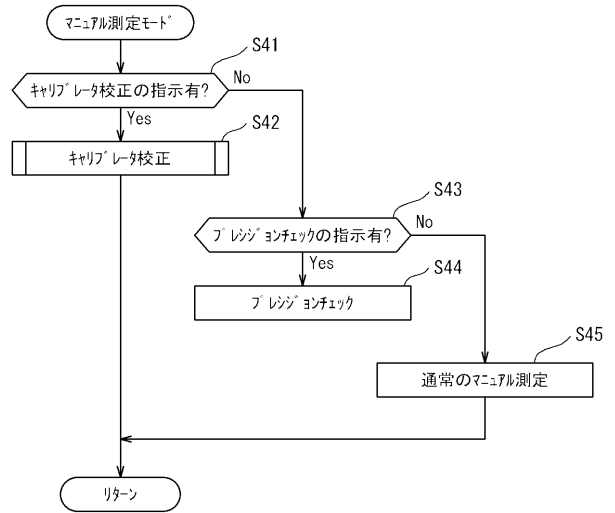 ﾏﾆｭｱﾙ測定ﾓｰﾄﾞ
S41
ｷｬﾘﾌﾞﾚｰﾀ校正の指示有?
No
Yes
S42
ｷｬﾘﾌﾞﾚｰﾀ校正
S43
ﾌﾟﾚｼｼﾞｮﾝﾁｪｯｸの指示有?
No
Yes
S44
ﾌﾟﾚｼｼﾞｮﾝﾁｪｯｸ
S45
通常のﾏﾆｭｱﾙ測定
ﾘﾀｰﾝ